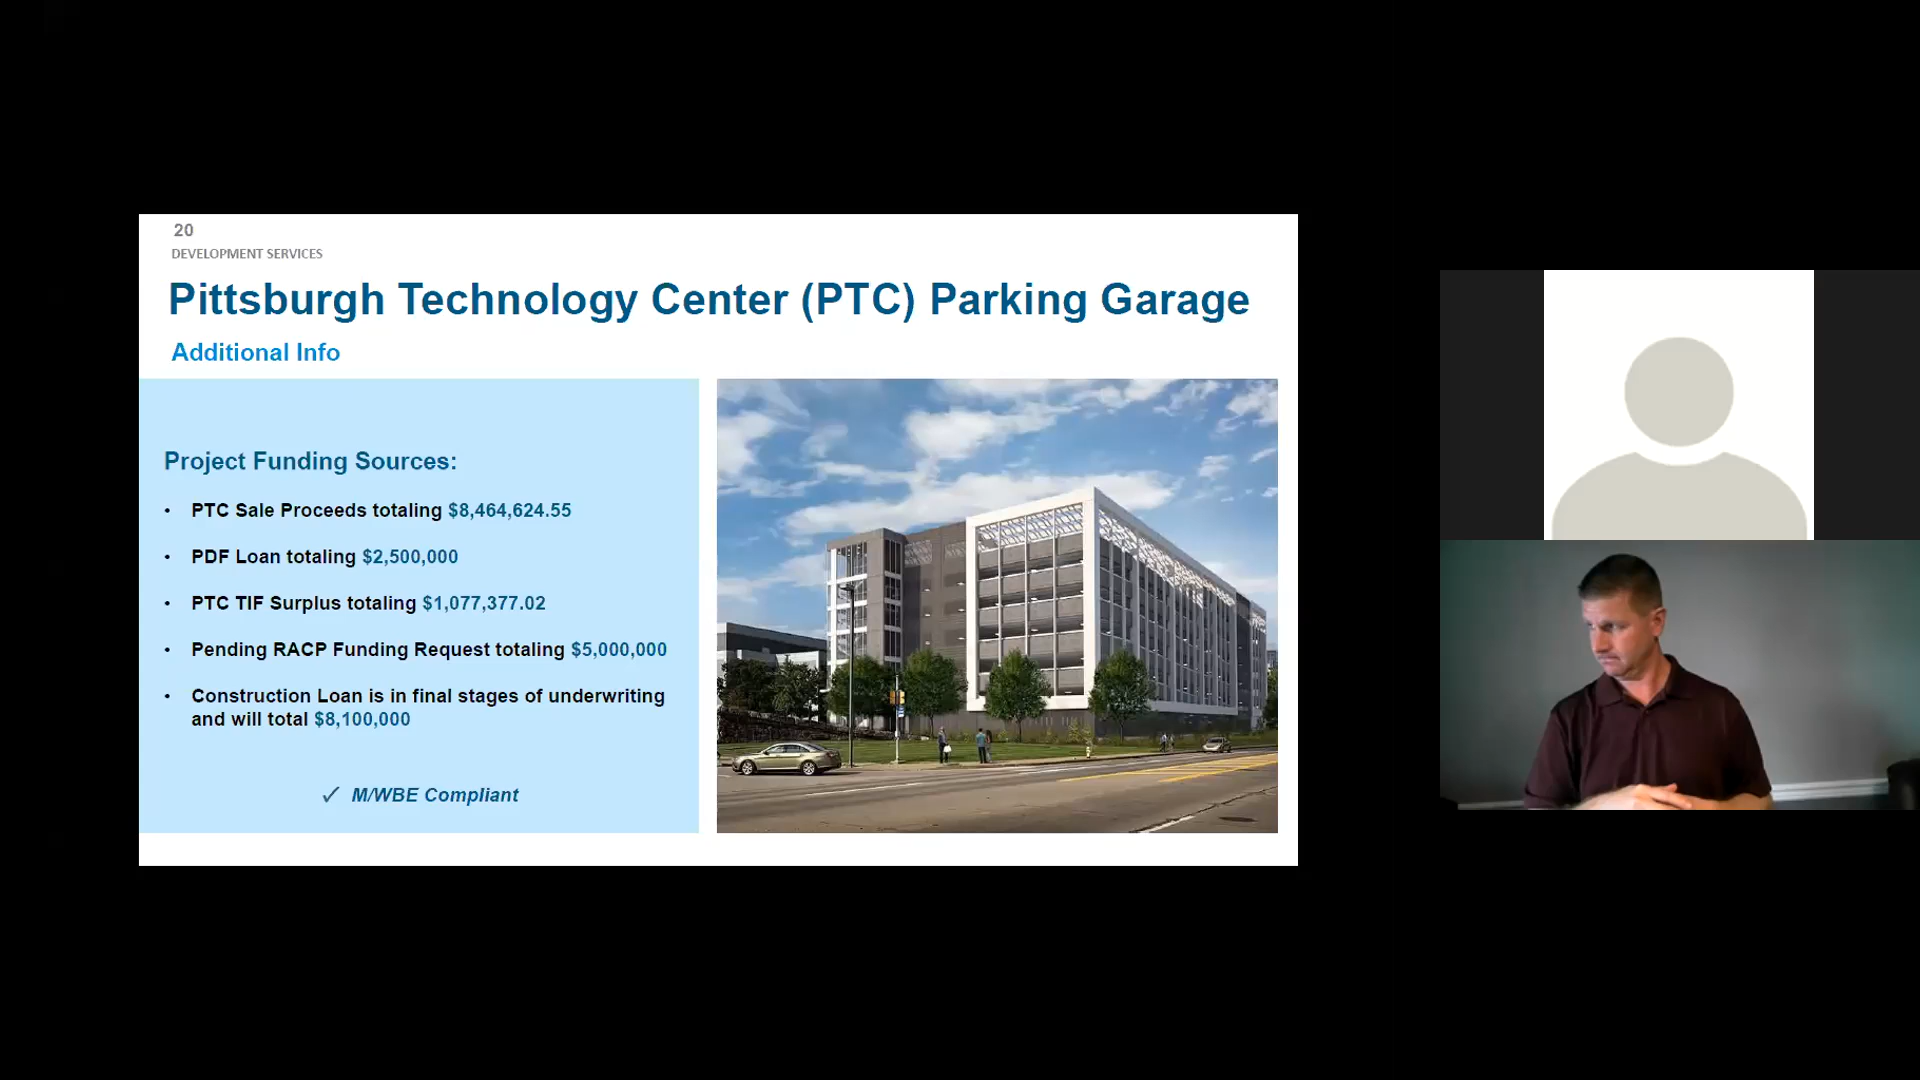 20
DEVELOPMENT SERVICES
Pittsburgh Technology Center (PTC) Parking Garage
Additional Info
Project Funding Sources:
• PTC Sale Proceeds totaling $8,464,624.55
• PDF Loan totaling $2,500,000
• PTC TIF Surplus totaling $1,077,377.02
• Pending RACP Funding Request totaling $5,000,000
• Construction Loan is in final stages of underwriting
and will total $8,100,000
✓ M/WBE Compliant